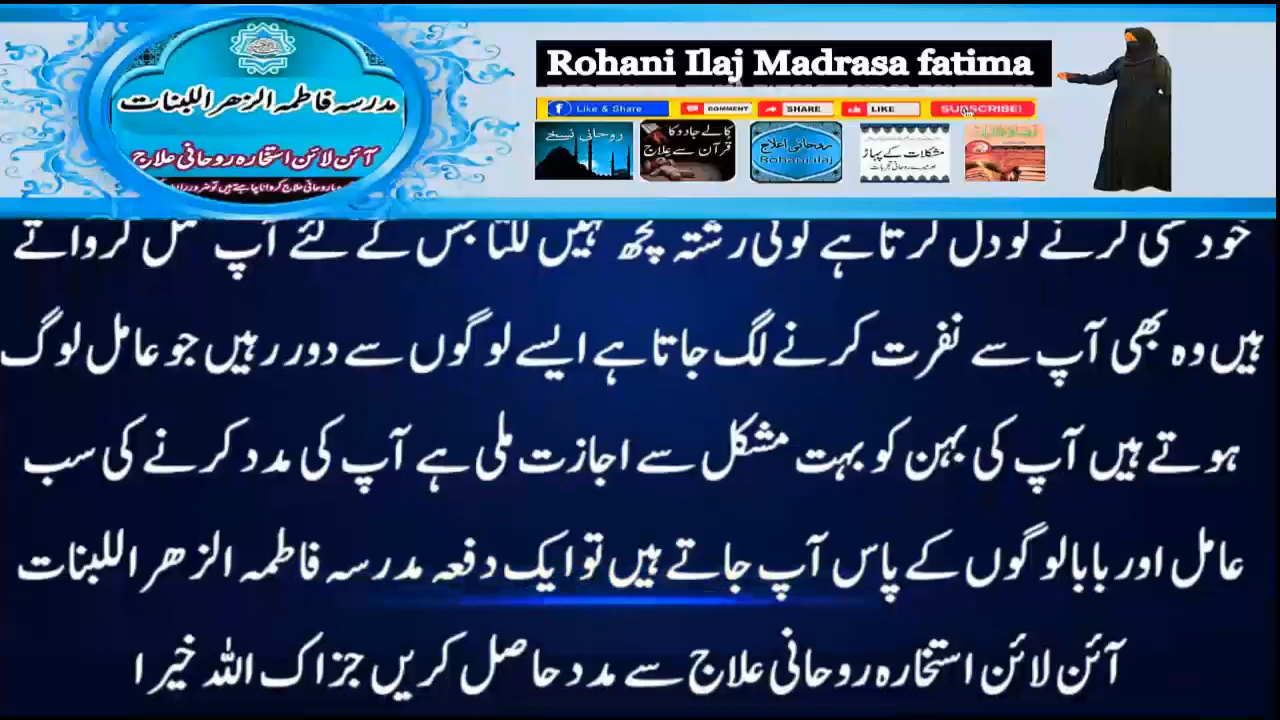 مدرسہ فاطمہ الزھراللبنات
آئن لائن استخارہ روحانی علاج
Rohani Ilaj Madrasa fatima
Like & Share
COMMENT
SHARE
LIKE
SUBSCRIBE!
روحانی نسخے
کالے جادو کا
قرآن سے علاج
روحانی علاج
Rohani Ilaj
مشکلات کے پہاڑ
خود کشی کرنے کو دل کرتا ہے کوئی رشتہ کچھ نہیں لگتا جس کے لئے آپ عمل کرواتے
ہیں وہ بھی آپ سے نفرت کرنے لگ جاتا ہے ایسے لوگوں سے دور رہیں جو عامل لوگ
ہوتے ہیں آپ کی بہن کو بہت مشکل سے اجازت ملی ہے آپ کی مدد کرنے کی سب
عامل اور بابا لوگوں کے پاس آپ جاتے ہیں تو ایک دفعہ مدرسہ فاطمہ الزھراللبنات
آئن لائن استخارہ روحانی علاج سے مدد حاصل کریں جزاک اللہ خیرا